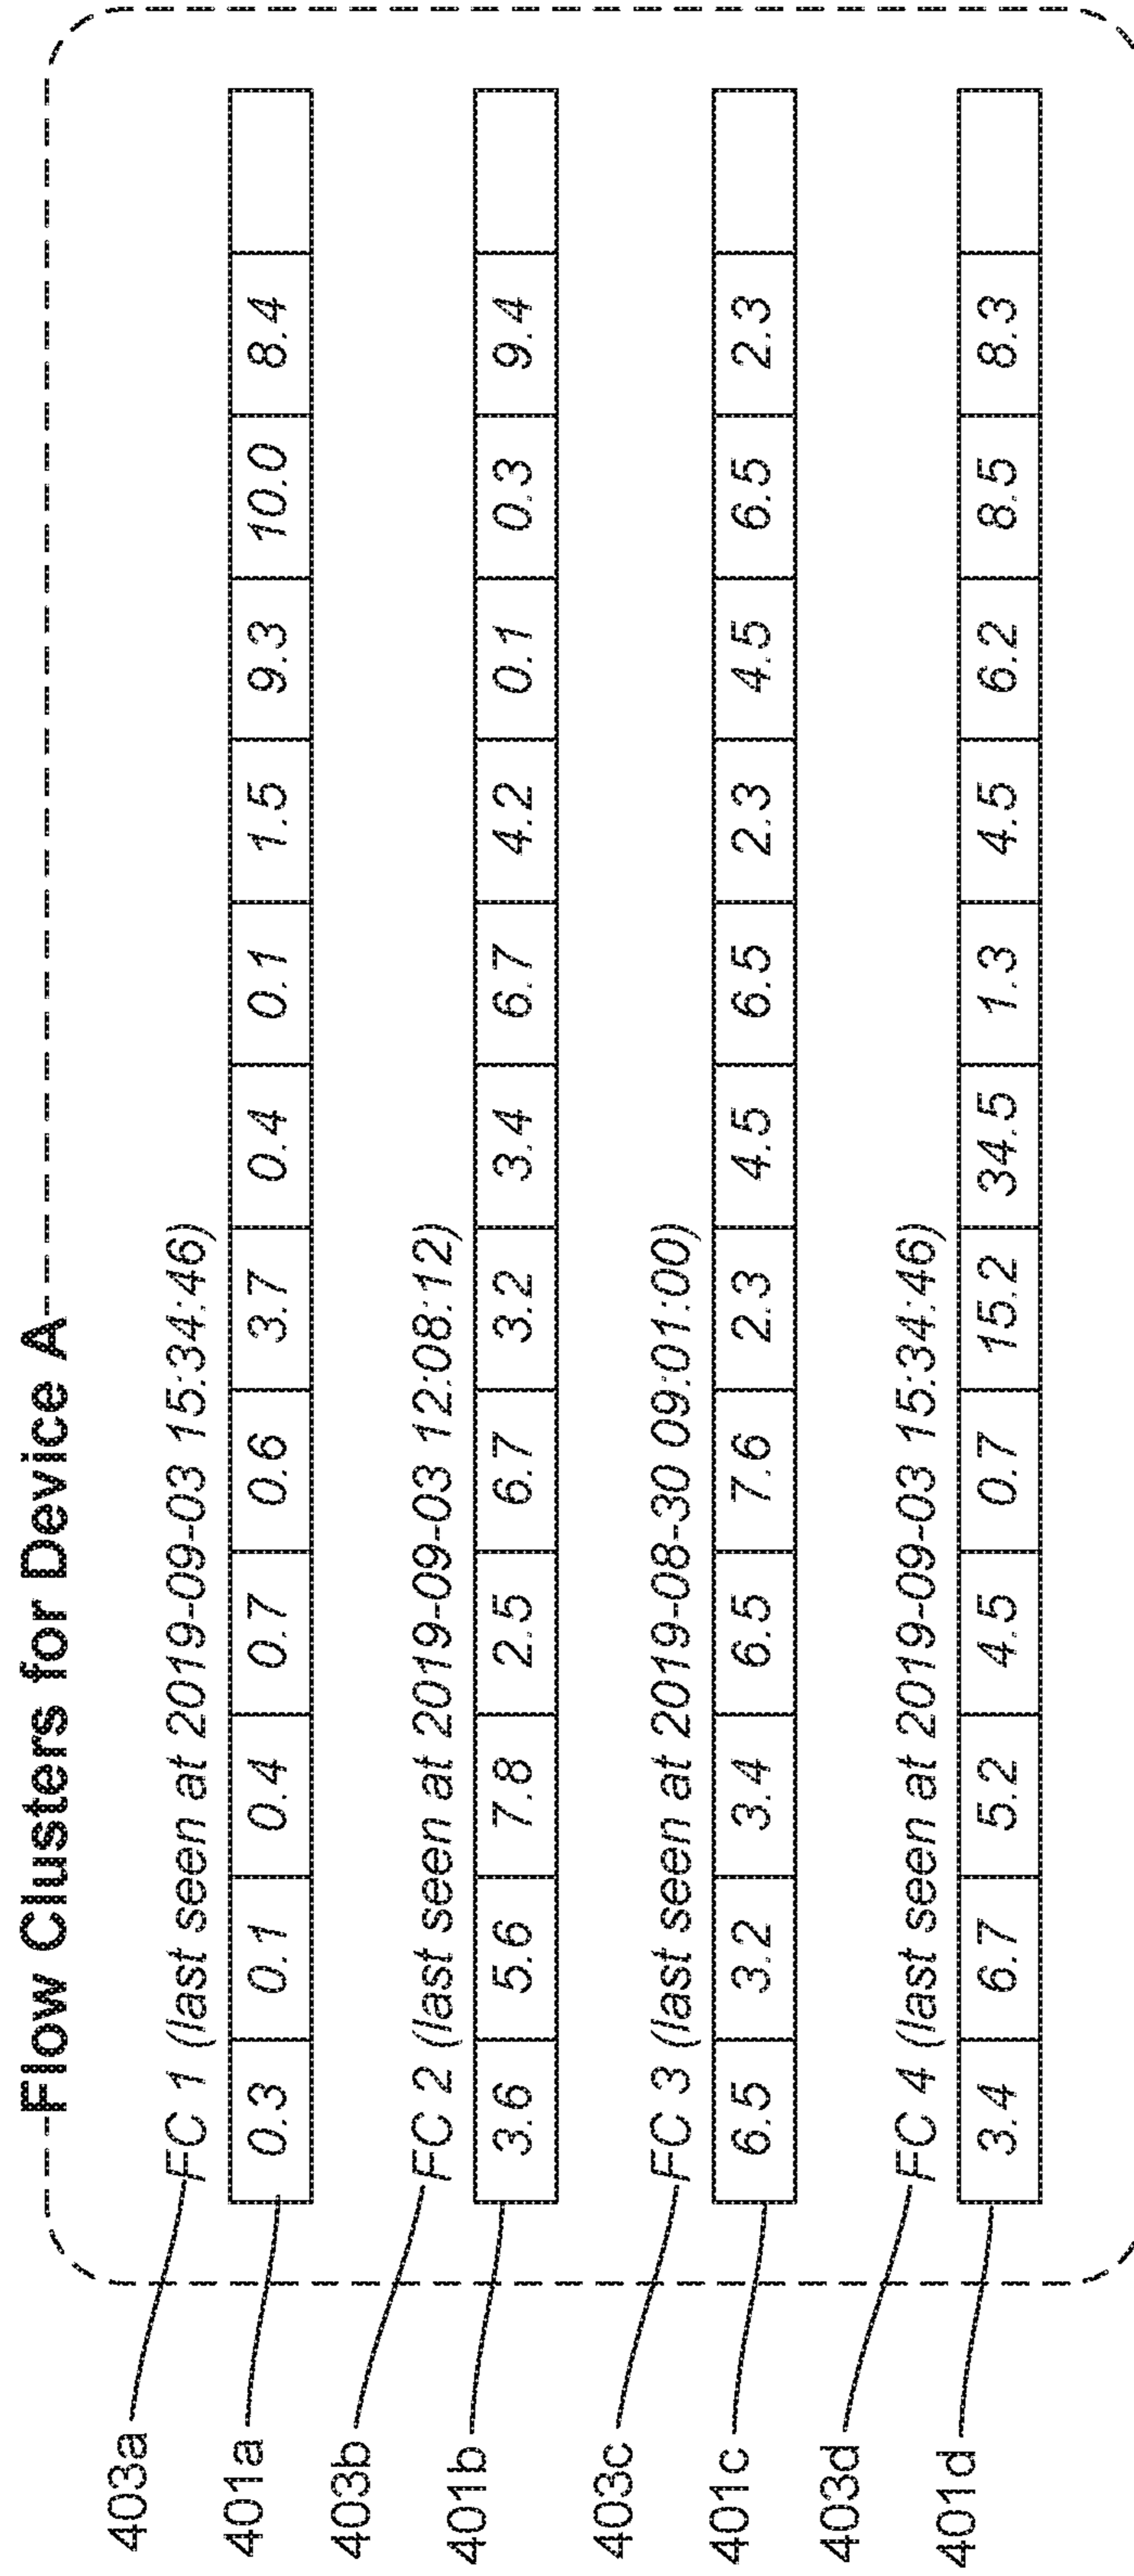 Flow Clusters for Device A
403a
FC 1 (last seen at 2019-09-03 15:34:46)
401a
0.3 0.1 0.4 0.7 0.6 3.7 0.4 0.1 1.5 9.3 10.0 8.4
403b
FC 2 (last seen at 2019-09-03 12:08:12)
401b
3.6 5.6 7.8 2.5 6.7 3.2 3.4 6.7 4.2 0.1 0.3 9.4
403c
FC 3 (last seen at 2019-08-30 09:01:00)
401c
6.5 3.2 3.4 6.5 7.6 2.3 4.5 6.5 2.3 4.5 6.5 2.3
403d
FC 4 (last seen at 2019-09-03 15:34:46)
401d
3.4 6.7 5.2 4.5 0.7 15.2 34.5 1.3 4.5 6.2 8.5 8.3